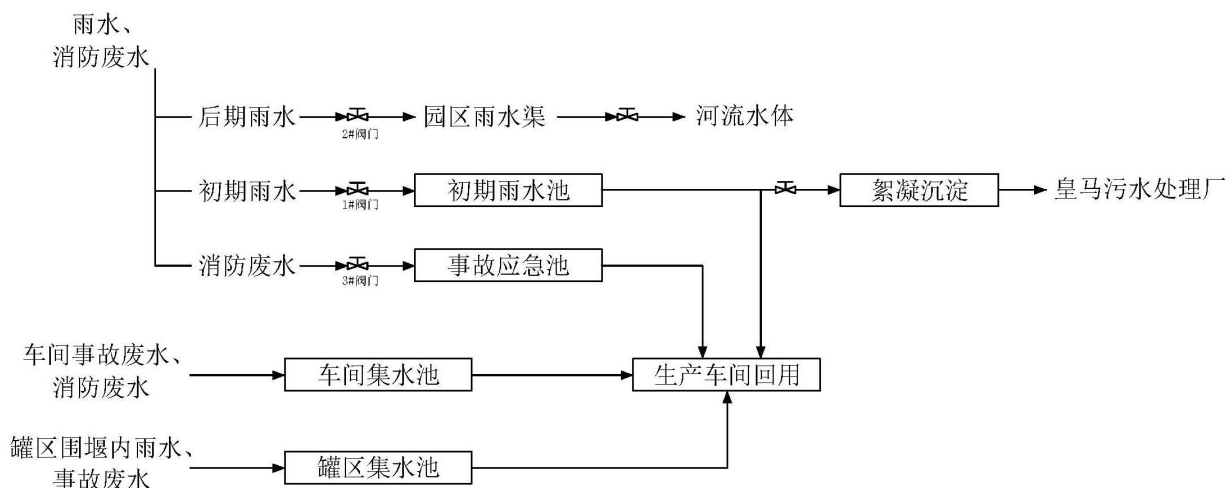 雨水、
消防废水
后期雨水
2#阀门
园区雨水渠
河流水体
初期雨水
1#阀门
初期雨水池
絮凝沉淀
皇马污水处理厂
消防废水
3#阀门
事故应急池
车间事故废水、
消防废水
车间集水池
生产车间回用
罐区围堰内雨水、
事故废水
罐区集水池